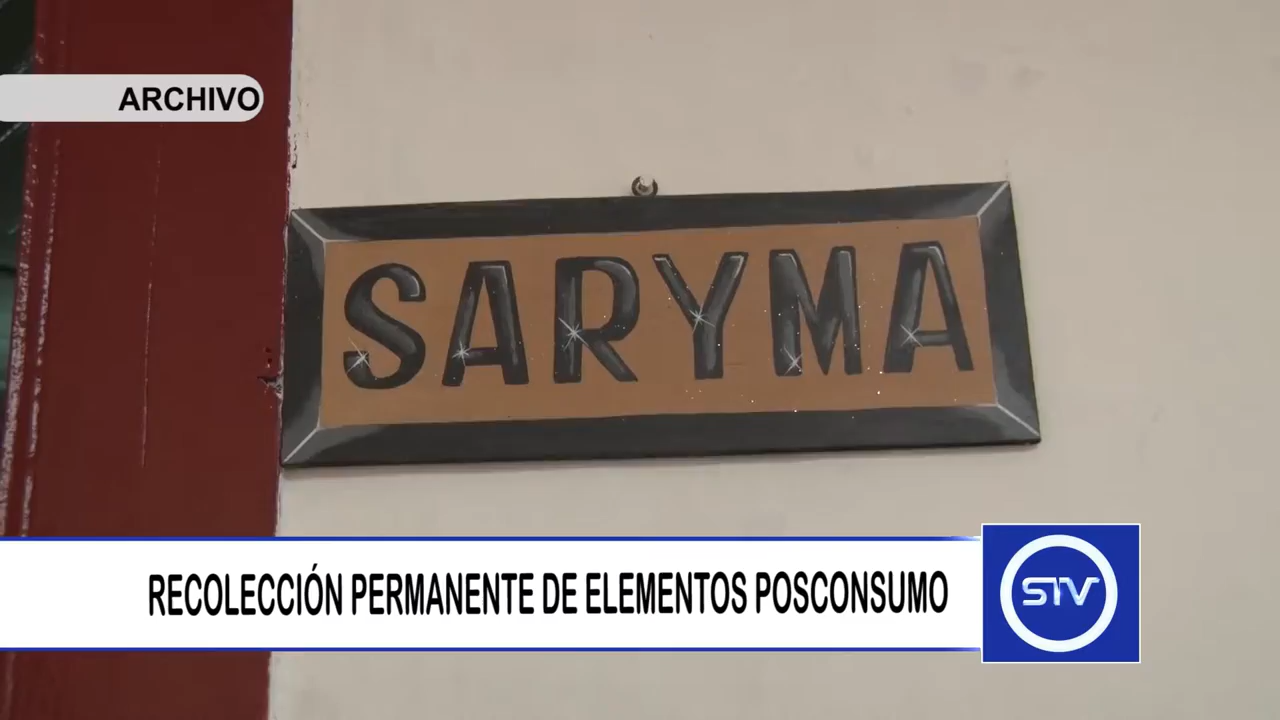 ARCHIVO
SARYMA
RECOLECCIÓN PERMANENTE DE ELEMENTOS POSCONSUMO
STV